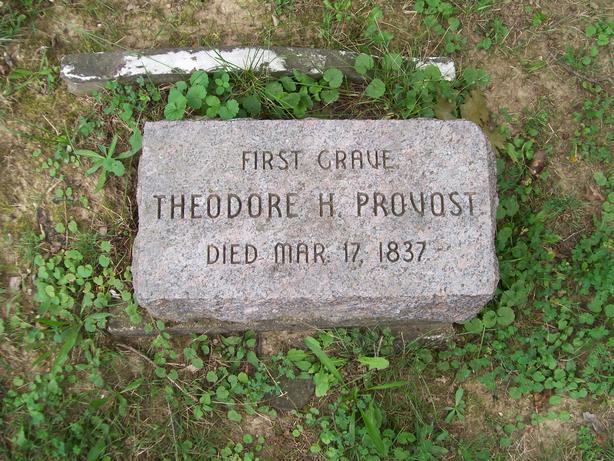 FIRST GRAVE
THEODORE H. PROVOST
DIED MAR. 17, 1837